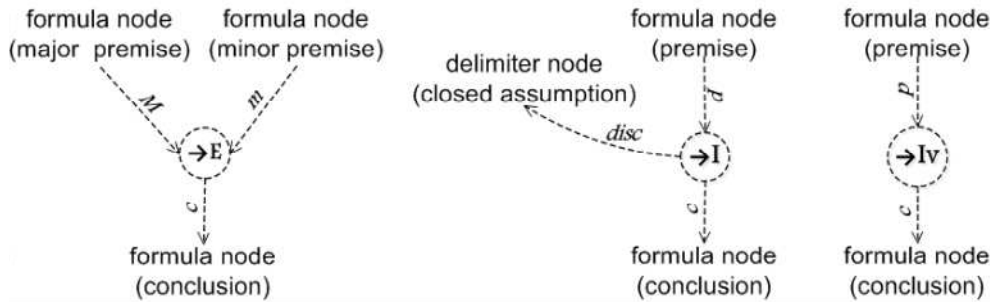 formula node
(major premise)
formula node
(minor premise)
M
m
→E
c
formula node
(conclusion)
delimiter node
(closed assumption)
disc
formula node
(premise)
p
→I
c
formula node
(conclusion)
formula node
(premise)
p
→Iv
c
formula node
(conclusion)